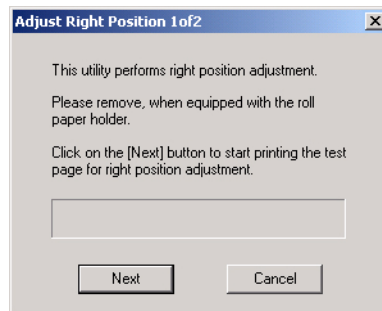 Adjust Right Position 1of2
This utility performs right position adjustment.
Please remove, when equipped with the roll
paper holder.
Click on the [Next] button to start printing the test
page for right position adjustment.
Next
Cancel